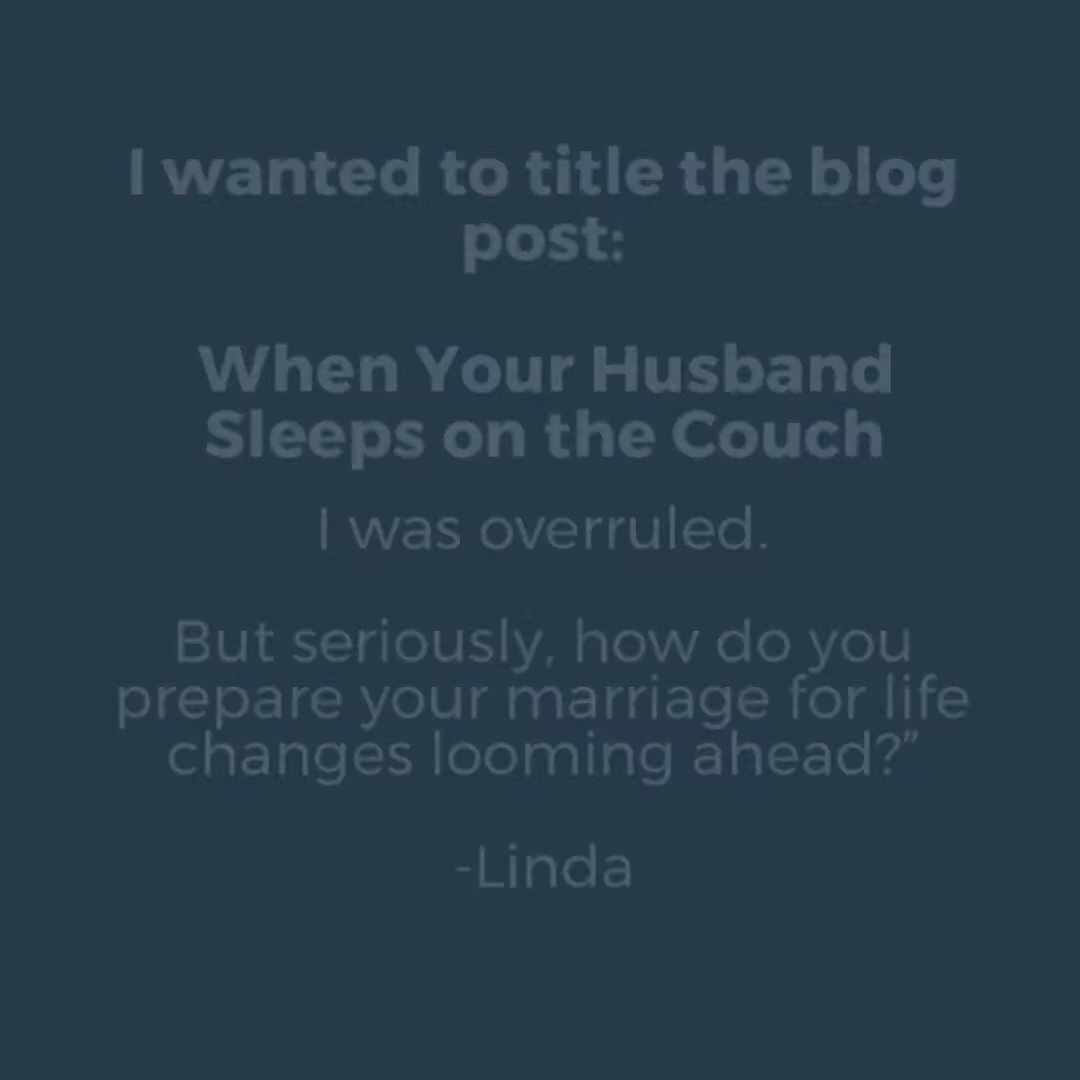 I wanted to title the blog
post:
When Your Husband
Sleeps on the Couch
I was overruled.
But seriously, how do you
prepare your marriage for life
changes looming ahead?”
-Linda